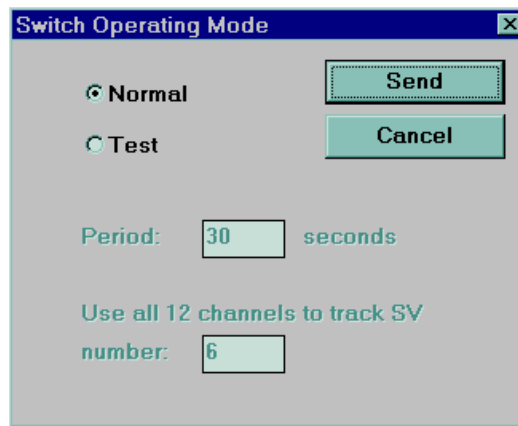 Switch Operating Mode
Normal
Send
Test
Cancel
Period: 30 seconds
Use all 12 channels to track SV
number: 6